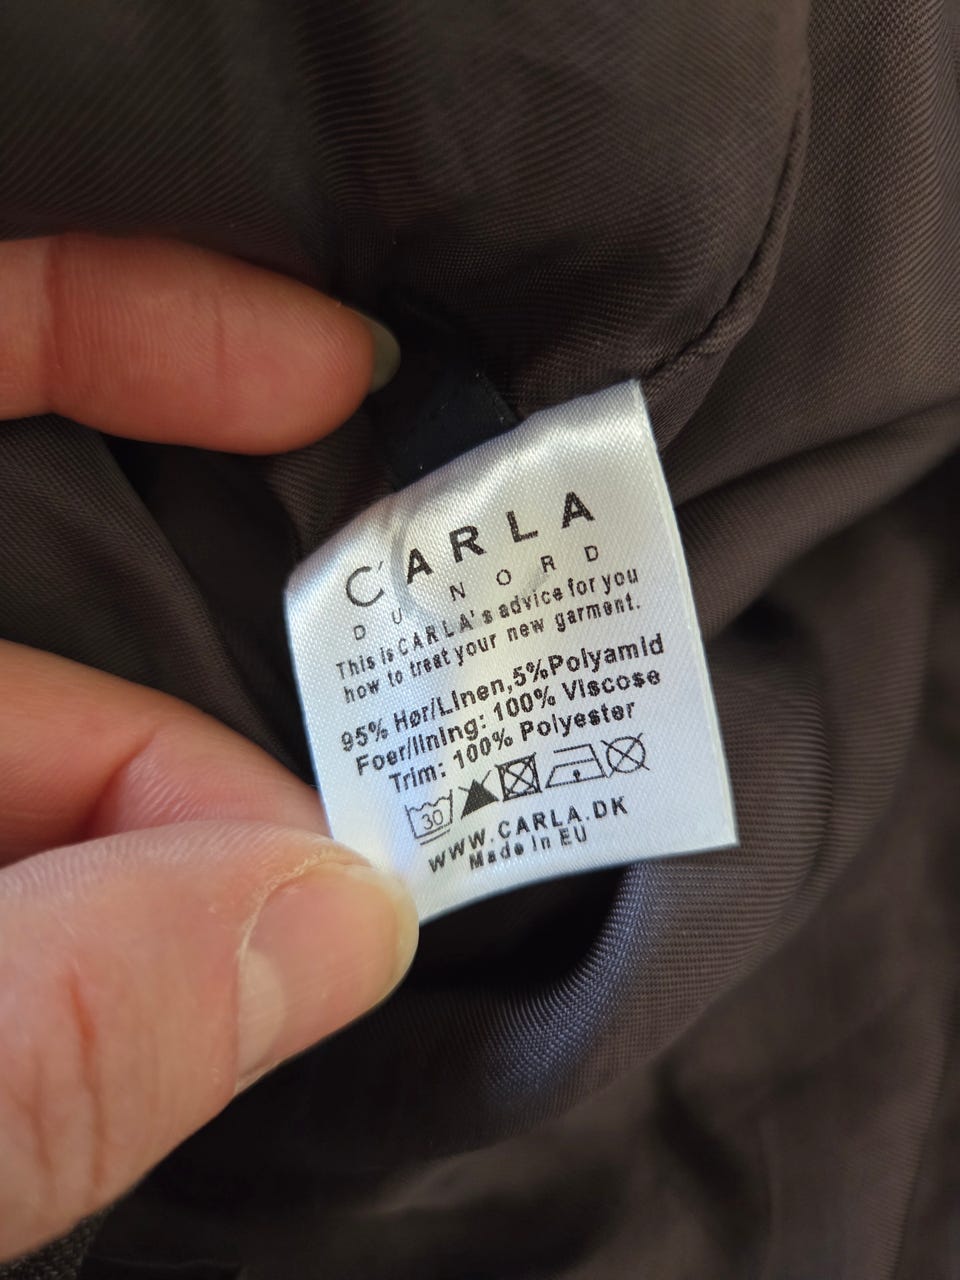 CARLA
DU NORD
This is CARLA's advice for you
how to treat your new garment.
95% Hør/Linen,5%Polyamid
Foer/lining: 100% Viscose
Trim: 100% Polyester
30
WWW.CARLA.DK
Made in EU